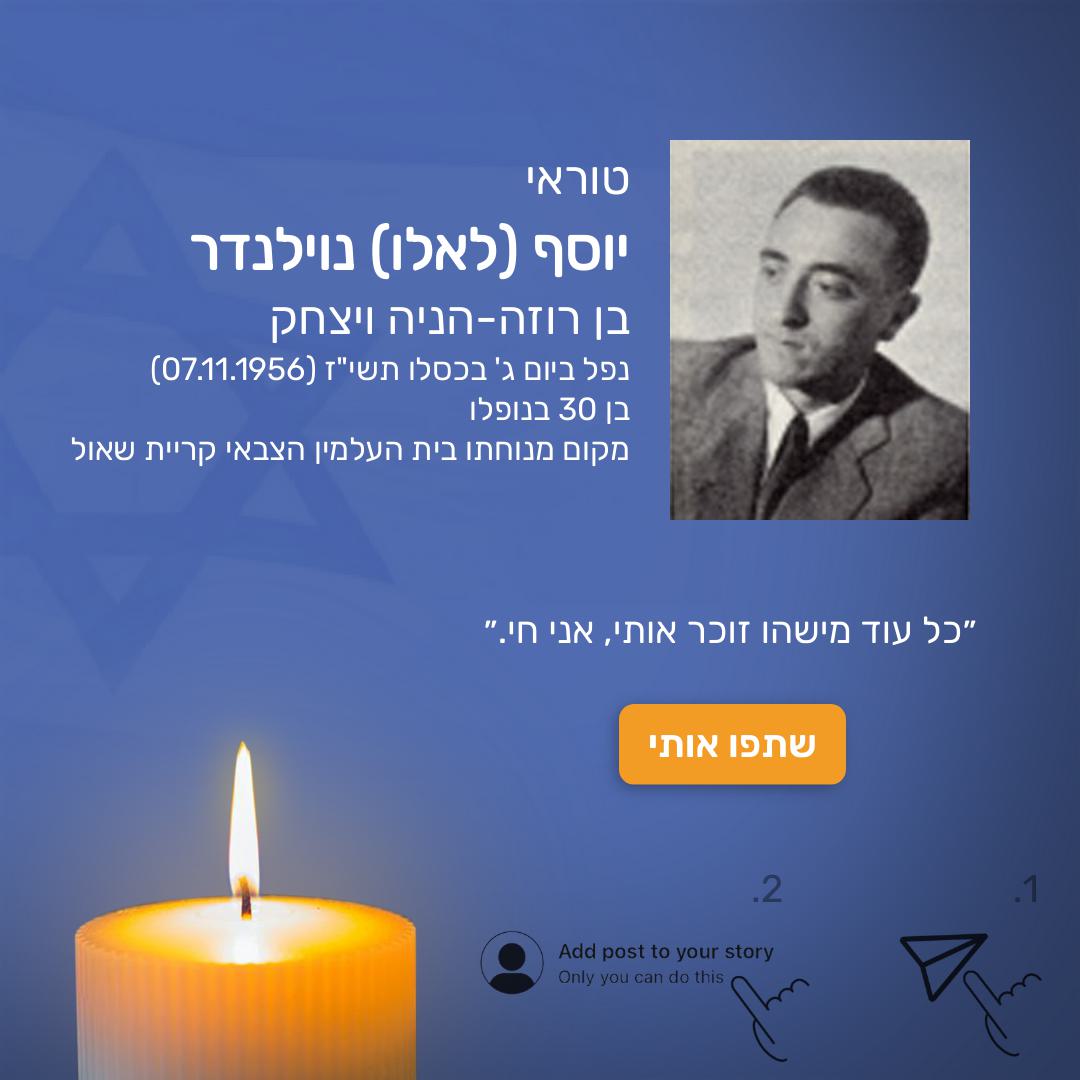 טוראי
יוסף (לאלו) נוילנדר
בן רוזה-הניה ויצחק
נפל ביום ג' בכסלו תשי"ז (07.11.1956)
בן 30 בנופלו
מקום מנוחתו בית העלמין הצבאי קריית שאול
״כל עוד מישהו זוכר אותי, אני חי.״
שתפו אותי
1.
2.
Add post to your story
Only you can do this